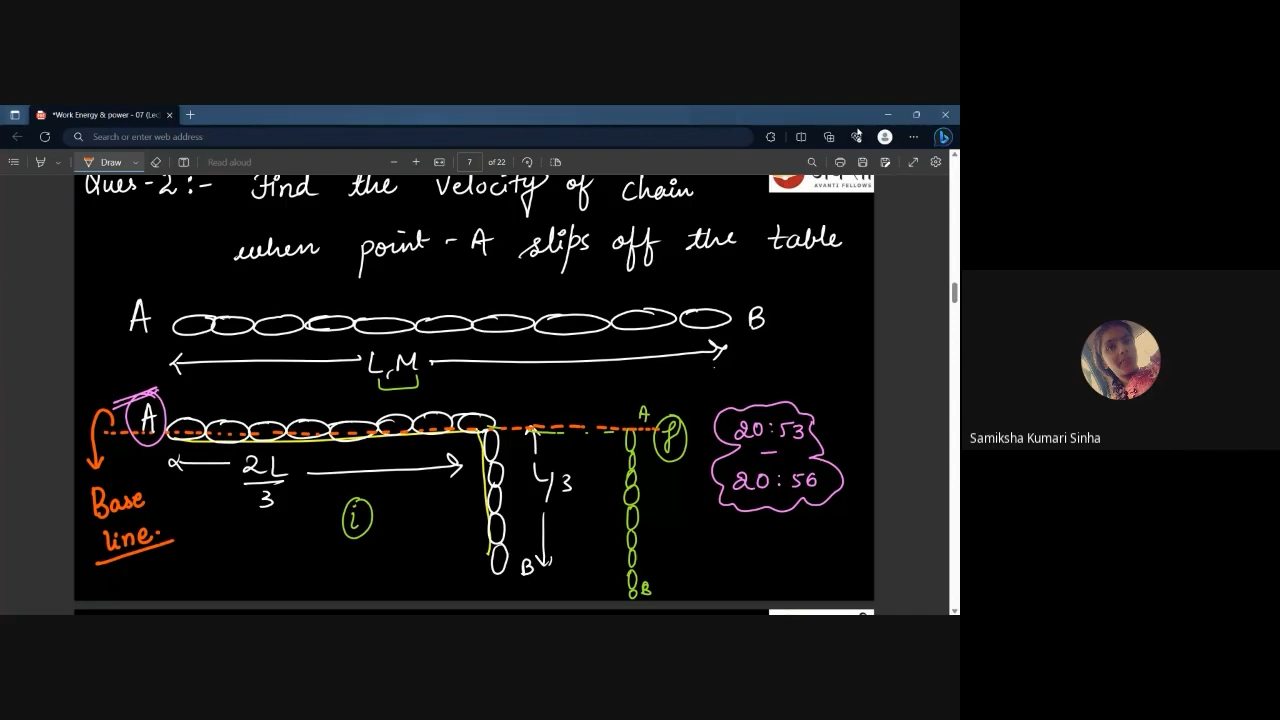 *Work Energy & power - 07 (Lec
Search or enter web address
Draw
Read aloud
7
of 22
AVANTI FELLOWS
Ques-2:- Find the velocity of chain
when point-A slips off the table
A
B
L, M
A
A
f
20:53
-
20:56
2L
3
L/3
Base
line.
i
B
B
Samiksha Kumari Sinha